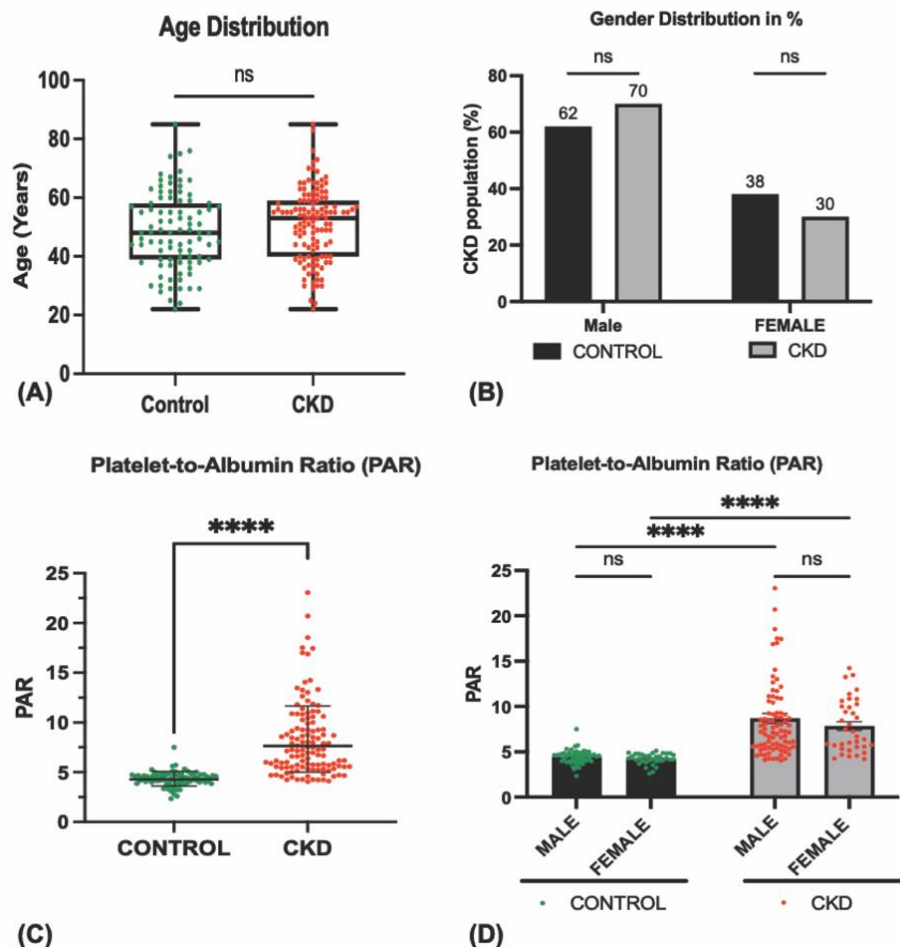 Age Distribution
ns
100
80
60
40
20
0
Age (Years)
Control CKD
(A)
Gender Distribution in %
ns ns
80
60
40
20
0
CKD population (%)
62 70 38 30
Male FEMALE
CONTROL CKD
(B)
Platelet-to-Albumin Ratio (PAR)
****
25
20
15
10
5
0
PAR
CONTROL CKD
(C)
Platelet-to-Albumin Ratio (PAR)
****
****
ns ns
25
20
15
10
5
0
PAR
MALE FEMALE MALE FEMALE
CONTROL CKD
(D)